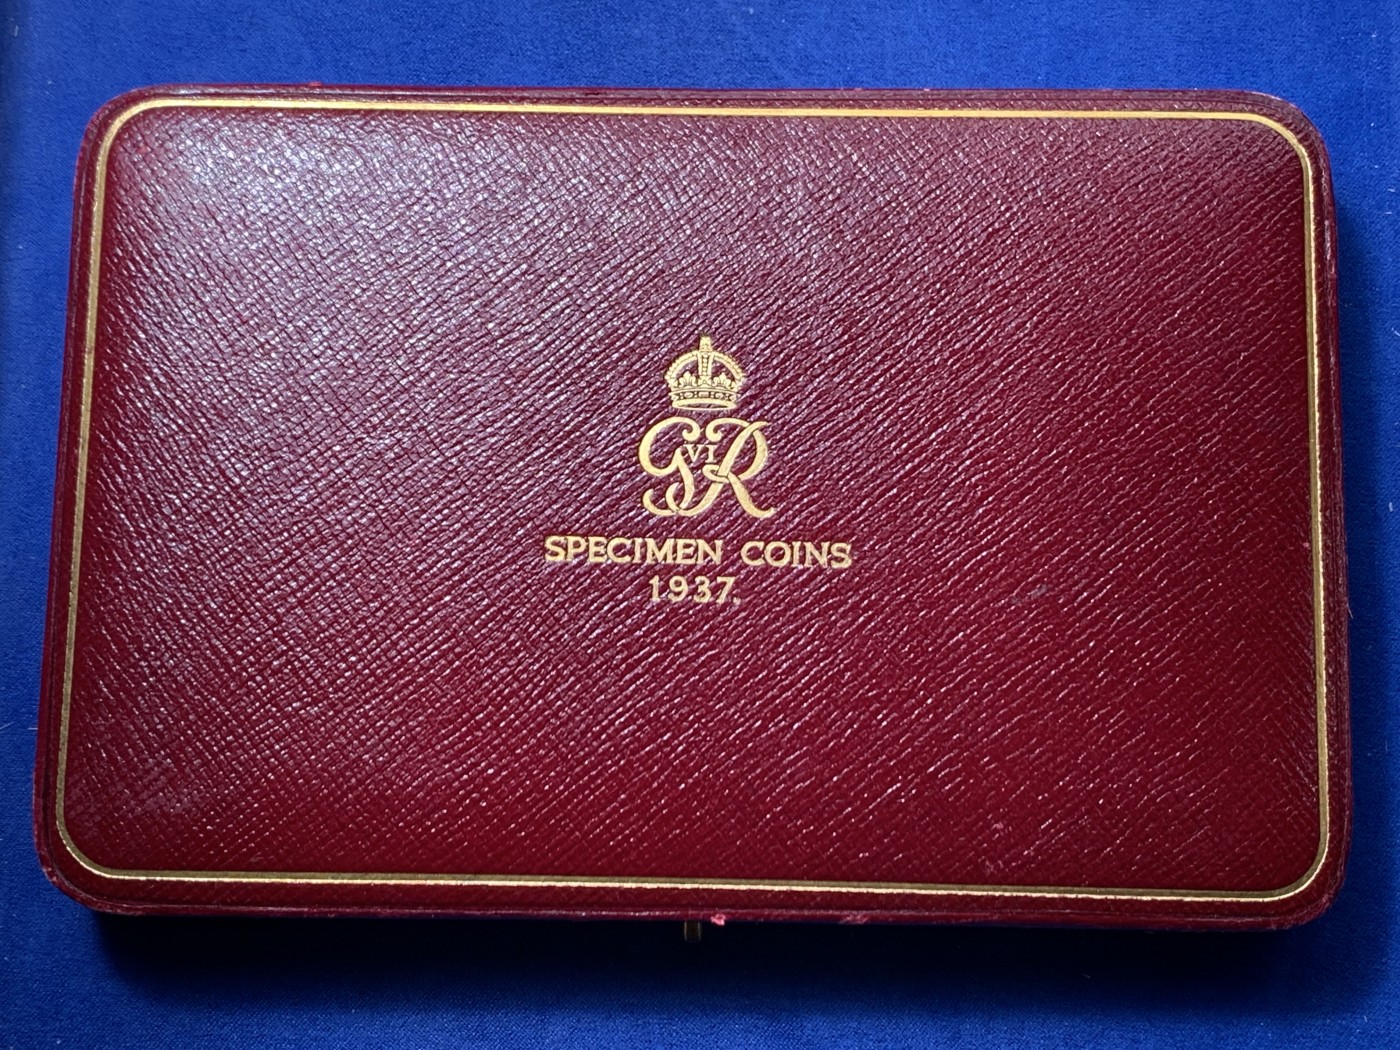 GVIR
SPECIMEN COINS
1937.